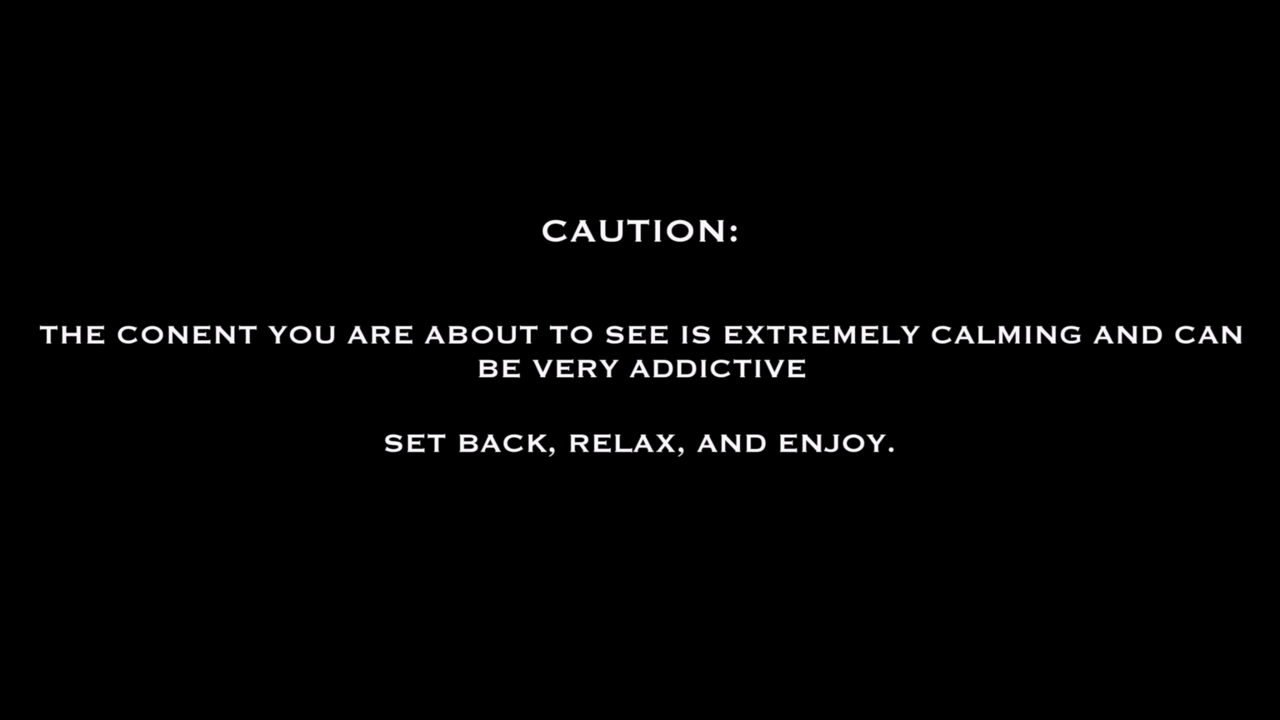 CAUTION:
THE CONENT YOU ARE ABOUT TO SEE IS EXTREMELY CALMING AND CAN
BE VERY ADDICTIVE
SET BACK, RELAX, AND ENJOY.